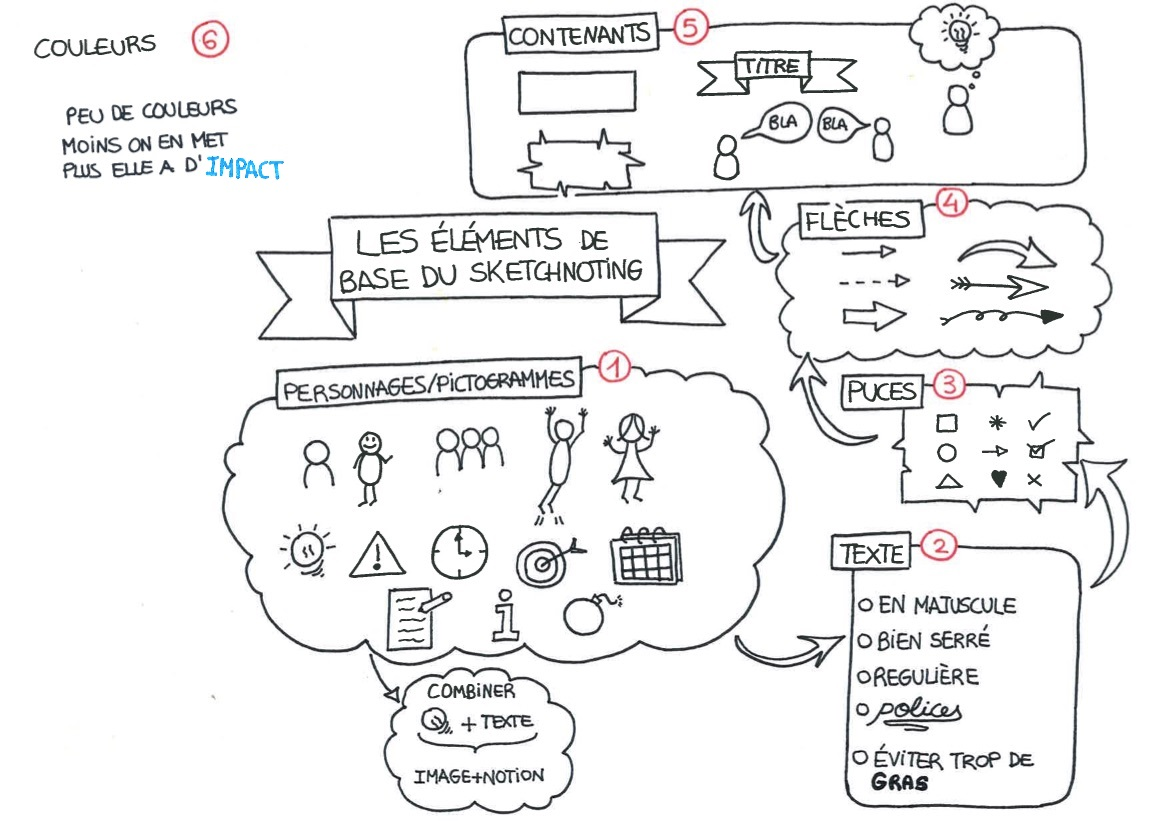 COULEURS 6
PEU DE COULEURS
MOINS ON EN MET
PLUS ELLE A D'IMPACT
CONTENANTS 5
TITRE
BLA
BLA
LES ÉLÉMENTS DE
BASE DU SKETCHNOTING
FLÈCHES 4
PERSONNAGES/PICTOGRAMMES 1
PUCES 3
TEXTE 2
EN MAJUSCULE
BIEN SERRÉ
REGULIÈRE
polices
ÉVITER TROP DE
GRAS
COMBINER
+ TEXTE
IMAGE+NOTION